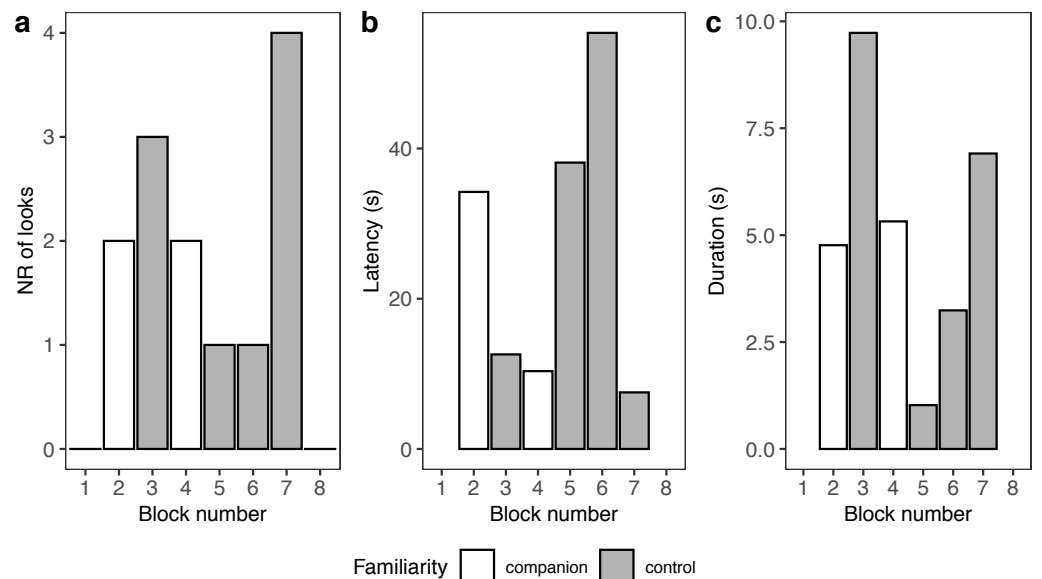 a
NR of looks
4
3
2
1
0
1 2 3 4 5 6 7 8
Block number
b
Latency (s)
40
20
0
1 2 3 4 5 6 7 8
Block number
c
Duration (s)
10.0
7.5
5.0
2.5
0.0
1 2 3 4 5 6 7 8
Block number
Familiarity companion control